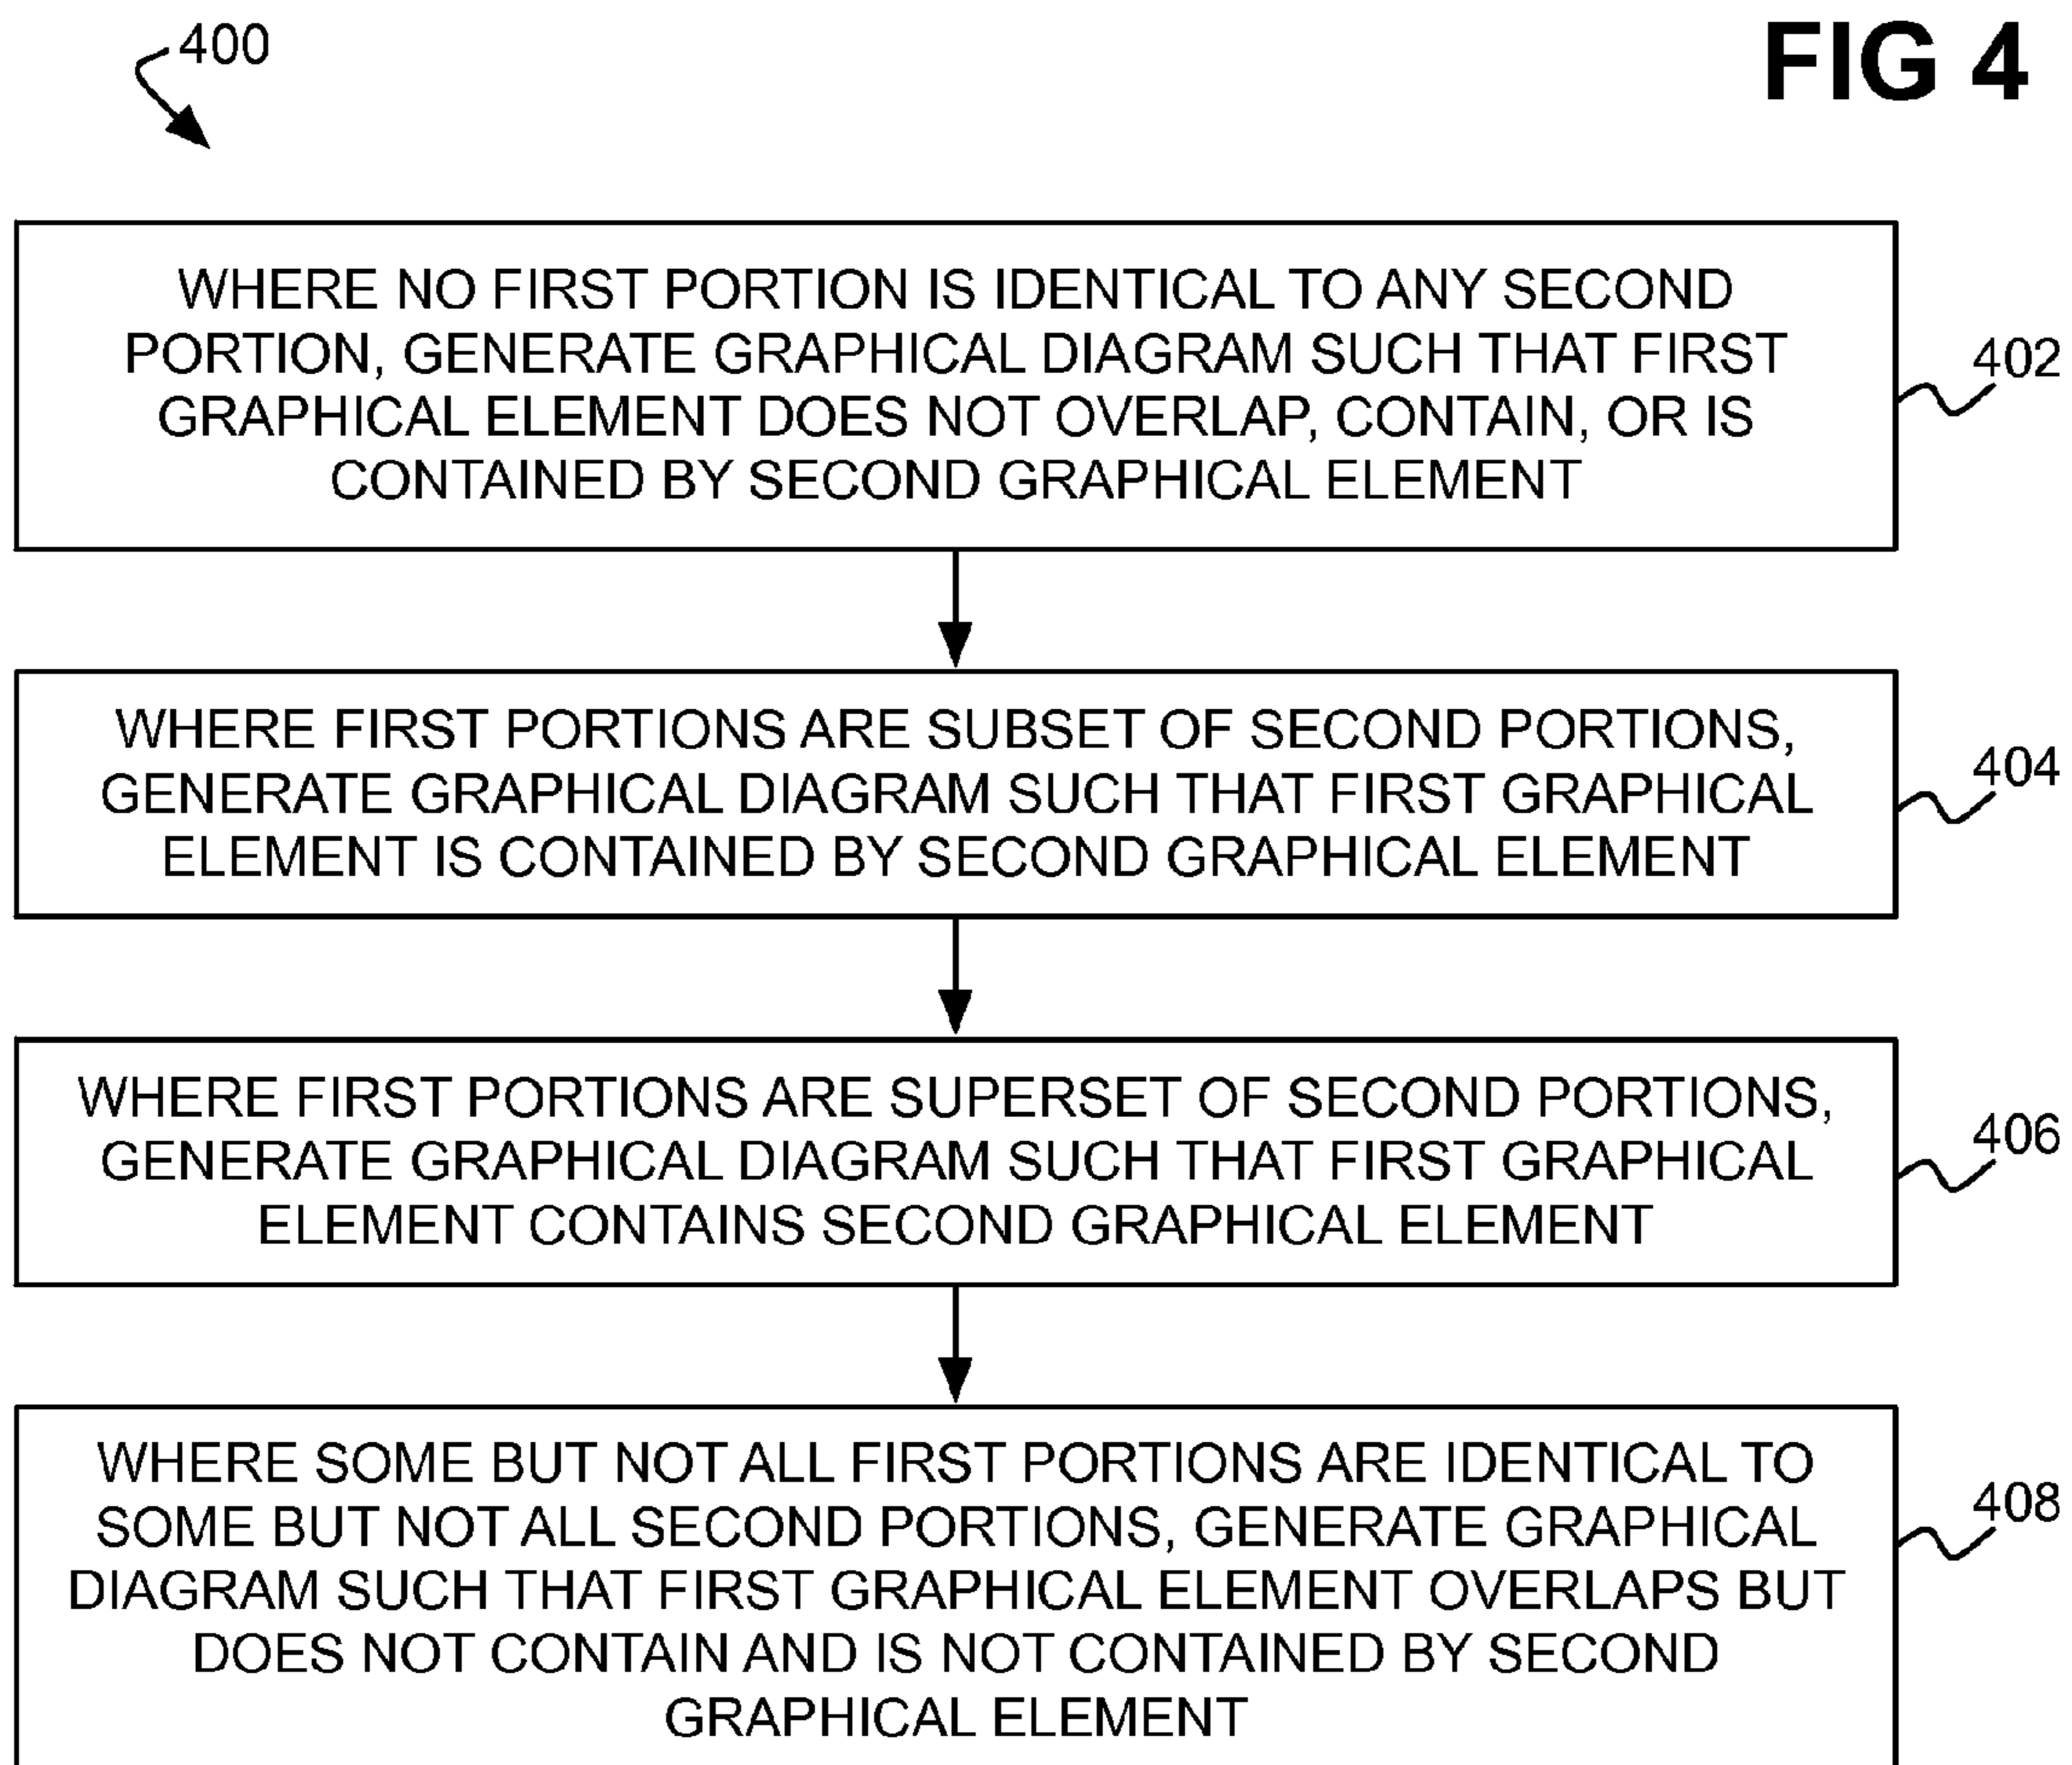 400
FIG 4
WHERE NO FIRST PORTION IS IDENTICAL TO ANY SECOND
PORTION, GENERATE GRAPHICAL DIAGRAM SUCH THAT FIRST
GRAPHICAL ELEMENT DOES NOT OVERLAP, CONTAIN, OR IS
CONTAINED BY SECOND GRAPHICAL ELEMENT
402
WHERE FIRST PORTIONS ARE SUBSET OF SECOND PORTIONS,
GENERATE GRAPHICAL DIAGRAM SUCH THAT FIRST GRAPHICAL
ELEMENT IS CONTAINED BY SECOND GRAPHICAL ELEMENT
404
WHERE FIRST PORTIONS ARE SUPERSET OF SECOND PORTIONS,
GENERATE GRAPHICAL DIAGRAM SUCH THAT FIRST GRAPHICAL
ELEMENT CONTAINS SECOND GRAPHICAL ELEMENT
406
WHERE SOME BUT NOT ALL FIRST PORTIONS ARE IDENTICAL TO
SOME BUT NOT ALL SECOND PORTIONS, GENERATE GRAPHICAL
DIAGRAM SUCH THAT FIRST GRAPHICAL ELEMENT OVERLAPS BUT
DOES NOT CONTAIN AND IS NOT CONTAINED BY SECOND
GRAPHICAL ELEMENT
408